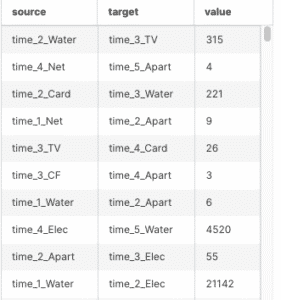 source target value
time_2_Water time_3_TV 315
time_4_Net time_5_Apart 4
time_2_Card time_3_Water 221
time_1_Net time_2_Apart 9
time_3_TV time_4_Card 26
time_3_CF time_4_Apart 3
time_1_Water time_2_Apart 6
time_4_Elec time_5_Water 4520
time_2_Apart time_3_Elec 55
time_1_Water time_2_Elec 21142